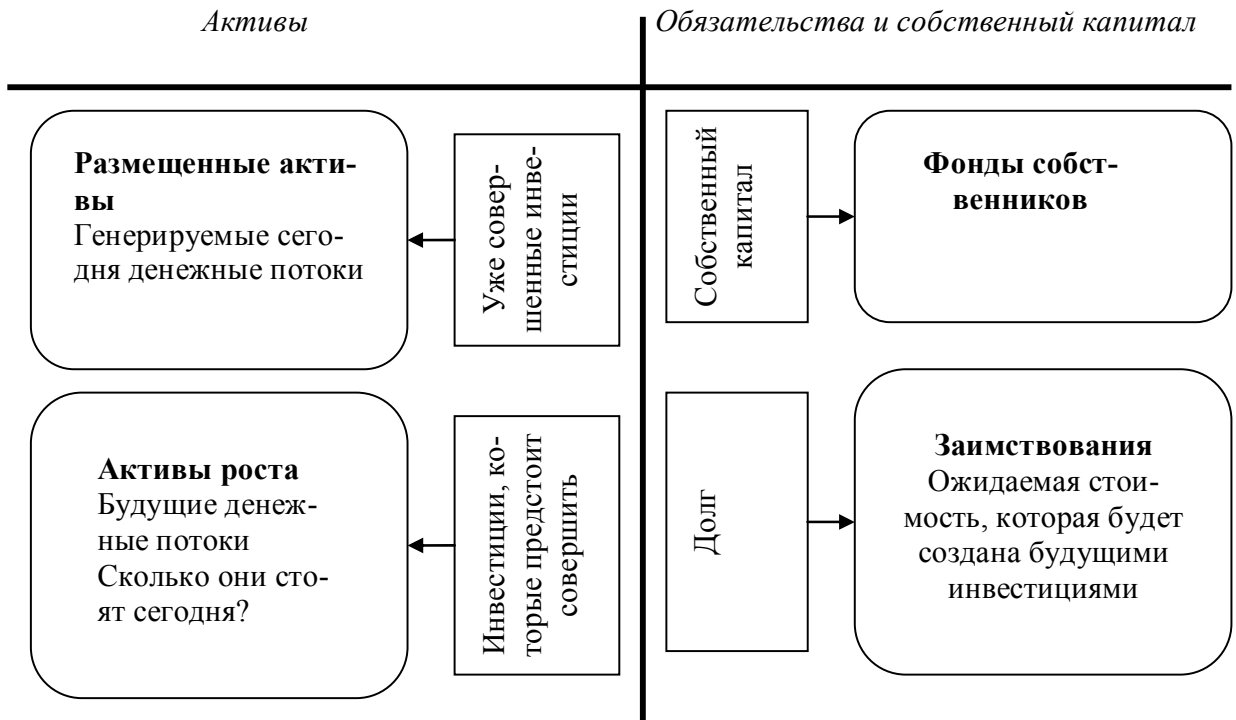 Активы
Обязательства и собственный капитал
Размещенные акти-
вы
Генерируемые сего-
дня денежные потоки
Уже совер-
шенные инве-
стиции
Собственный
капитал
Фонды собст-
венников
Активы роста
Будущие денеж-
ные потоки
Сколько они сто-
ят сегодня?
Инвестиции, ко-
торые предстоит
совершить
Долг
Заимствования
Ожидаемая стои-
мость, которая будет
создана будущими
инвестициями